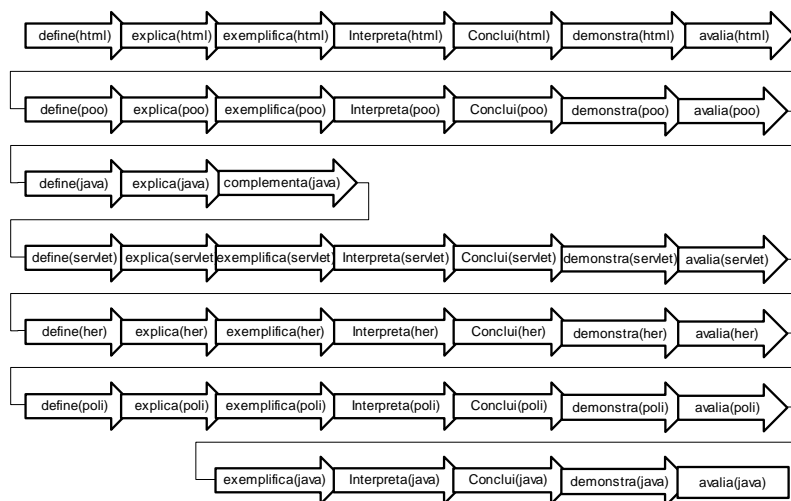 define(html) explica(html) exemplifica(html) Interpreta(html) Conclui(html) demonstra(html) avalia(html)
define(poo) explica(poo) exemplifica(poo) Interpreta(poo) Conclui(poo) demonstra(poo) avalia(poo)
define(java) explica(java) complementa(java)
define(servlet) explica(servlet exemplifica(servlet) Interpreta(servlet) Conclui(servlet) demonstra(servlet) avalia(servlet)
define(her) explica(her) exemplifica(her) Interpreta(her) Conclui(her) demonstra(her) avalia(her)
define(poli) explica(poli) exemplifica(poli) Interpreta(poli) Conclui(poli) demonstra(poli) avalia(poli)
exemplifica(java) Interpreta(java) Conclui(java) demonstra(java) avalia(java)